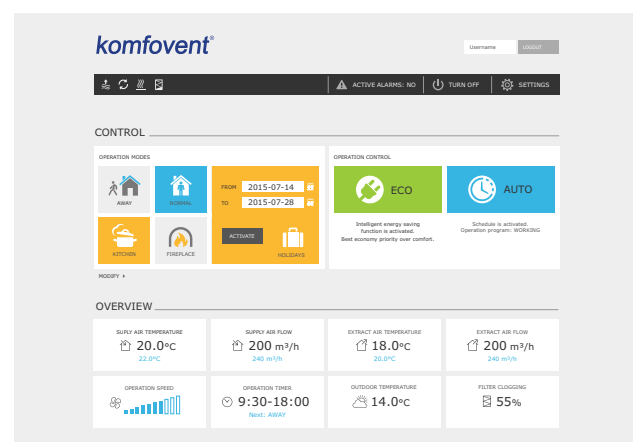 komfovent®
Username
LOGOUT
ACTIVE ALARMS: NO
TURN OFF
SETTINGS
CONTROL
OPERATION MODES
AWAY
NORMAL
KITCHEN
FIREPLACE
FROM 2015-07-14
TO 2015-07-28
ACTIVATE
HOLIDAYS
OPERATION CONTROL
ECO
Intelligent energy saving
function is activated.
Best economy priority over comfort.
AUTO
Schedule is activated.
Operation program: WORKING
MODIFY
OVERVIEW
SUPLY AIR TEMPERATURE
20.0°C
22.0°C
SUPPLY AIR FLOW
200 m³/h
240 m³/h
EXTRACT AIR TEMPERATURE
18.0°C
20.0°C
EXTRACT AIR FLOW
200 m³/h
240 m³/h
OPERATION SPEED
OPERATION TIMER
9:30-18:00
Next: AWAY
OUTDOOR TEMPERATURE
14.0°C
FILTER CLOGGING
55%